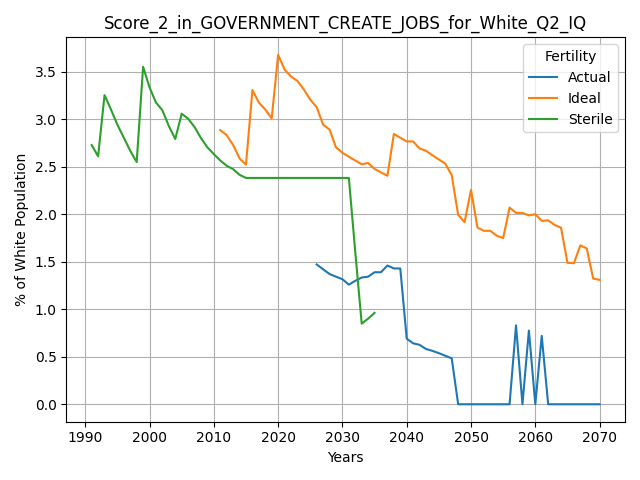 Score_2_in_GOVERNMENT_CREATE_JOBS_for_White_Q2_IQ
Fertility
Actual
Ideal
Sterile
% of White Population
3.5
3.0
2.5
2.0
1.5
1.0
0.5
0.0
1990 2000 2010 2020 2030 2040 2050 2060 2070
Years